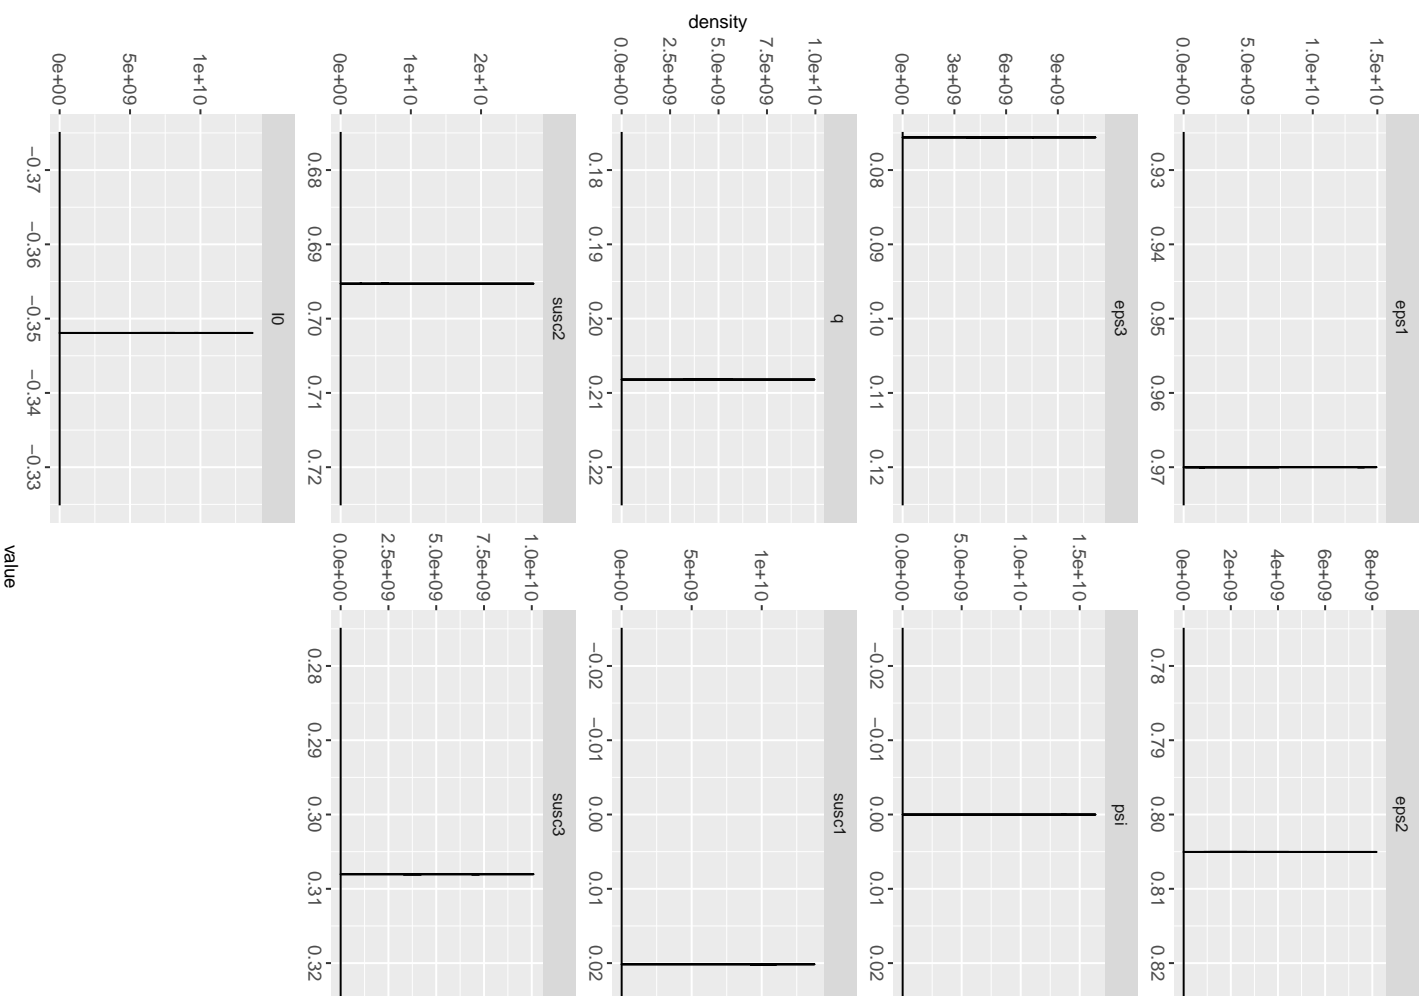 eps1
1.5e+10
1.0e+10
5.0e+09
0.0e+00
0.93 0.94 0.95 0.96 0.97
eps2
8e+09
6e+09
4e+09
2e+09
0e+00
0.78 0.79 0.80 0.81 0.82
eps3
9e+09
6e+09
3e+09
0e+00
0.08 0.09 0.10 0.11 0.12
psi
1.5e+10
1.0e+10
5.0e+09
0.0e+00
−0.02 −0.01 0.00 0.01 0.02
density
q
1.0e+10
7.5e+09
5.0e+09
2.5e+09
0.0e+00
0.18 0.19 0.20 0.21 0.22
susc1
1e+10
5e+09
0e+00
−0.02 −0.01 0.00 0.01 0.02
susc2
2e+10
1e+10
0e+00
0.68 0.69 0.70 0.71 0.72
susc3
1.0e+10
7.5e+09
5.0e+09
2.5e+09
0.0e+00
0.28 0.29 0.30 0.31 0.32
I0
1e+10
5e+09
0e+00
−0.37 −0.36 −0.35 −0.34 −0.33
value